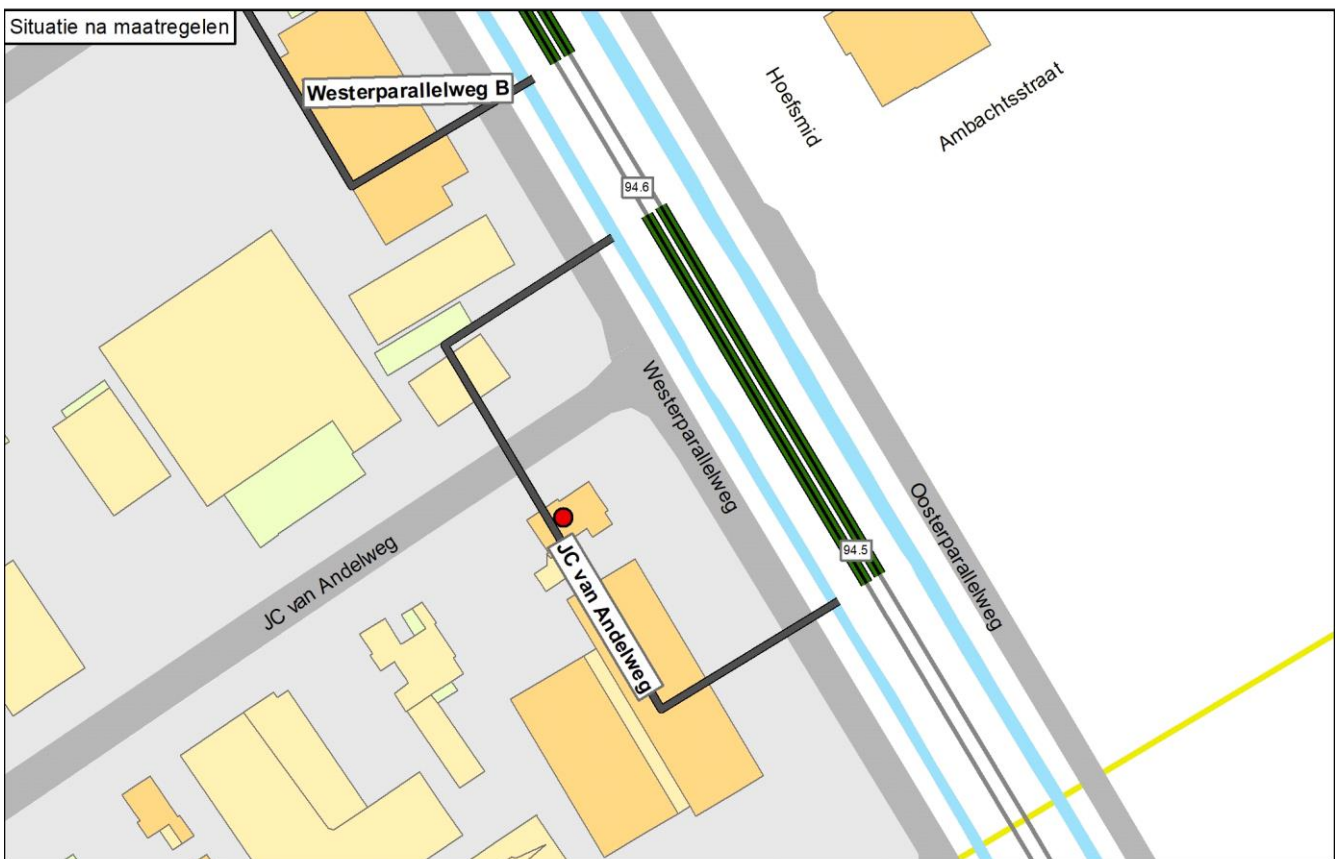 Situatie na maatregelen
Westerparallelweg B
Hoefsmid
Ambachtsstraat
94.6
Westerparallelweg
Oosterparallelweg
94.5
JC van Andelweg
JC van Andelweg